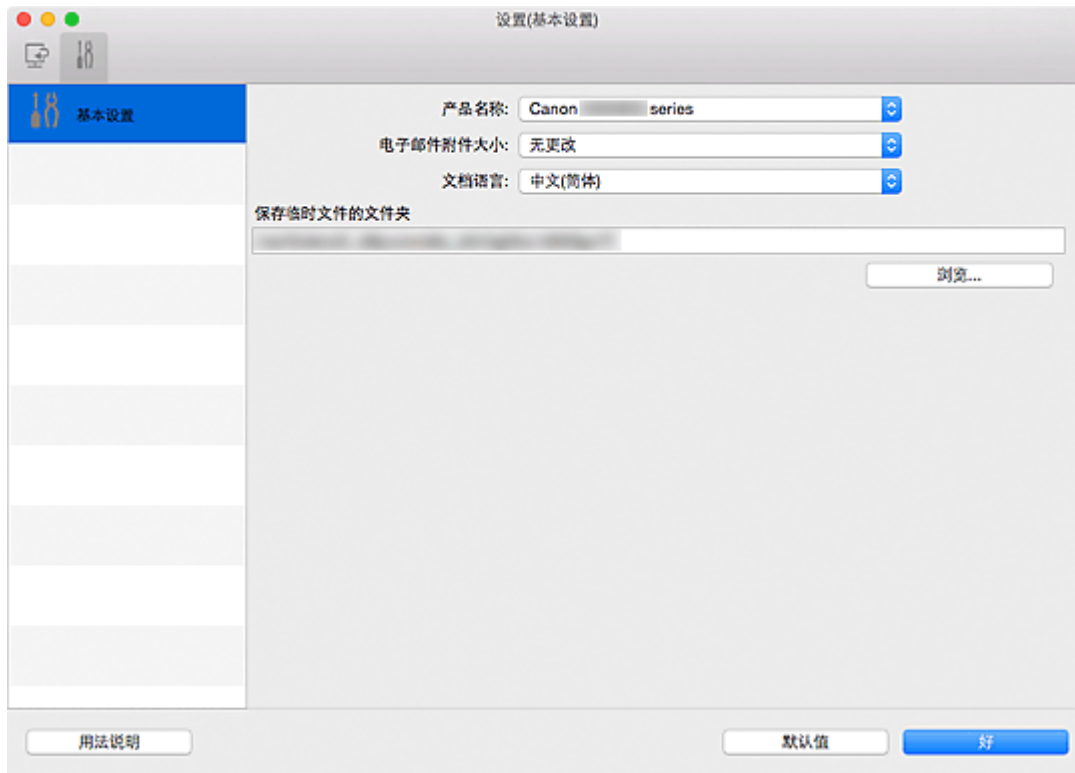 设置(基本设置)
基本设置
产品名称: Canon series
电子邮件附件大小: 无更改
文档语言: 中文(简体)
保存临时文件的文件夹
浏览...
用法说明 默认值 好